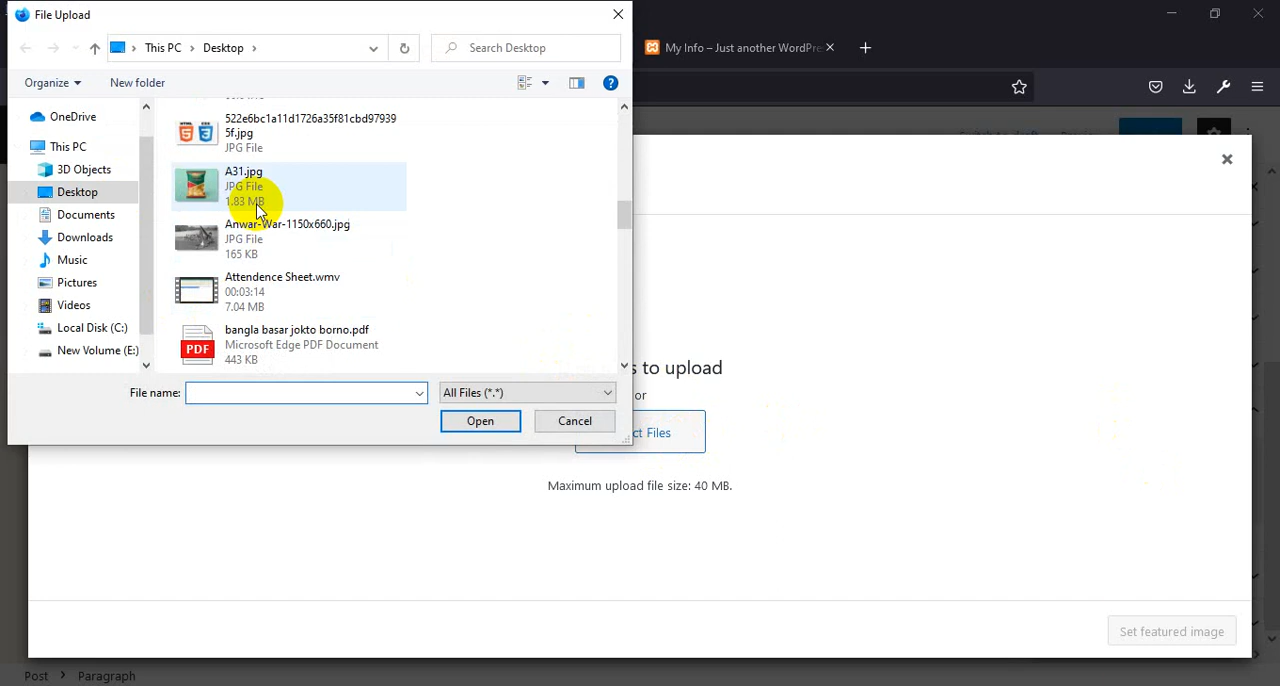 File Upload
This PC
Desktop
Search Desktop
Organize
New folder
My Info – Just another WordPre
OneDrive
This PC
3D Objects
Desktop
Documents
Downloads
Music
Pictures
Videos
Local Disk (C:)
New Volume (E:)
522e6bc1a11d1726a35f81cbd97939
5f.jpg
JPG File
A31.jpg
JPG File
1.83 MB
Anwar-War-1150x660.jpg
JPG File
165 KB
Attendence Sheet.wmv
00:03:14
7.04 MB
bangla basar jokto borno.pdf
Microsoft Edge PDF Document
443 KB
PDF
File name:
All Files (*.*)
Open
Cancel
to upload
or
Files
Maximum upload file size: 40 MB.
Set featured image
Post
Paragraph